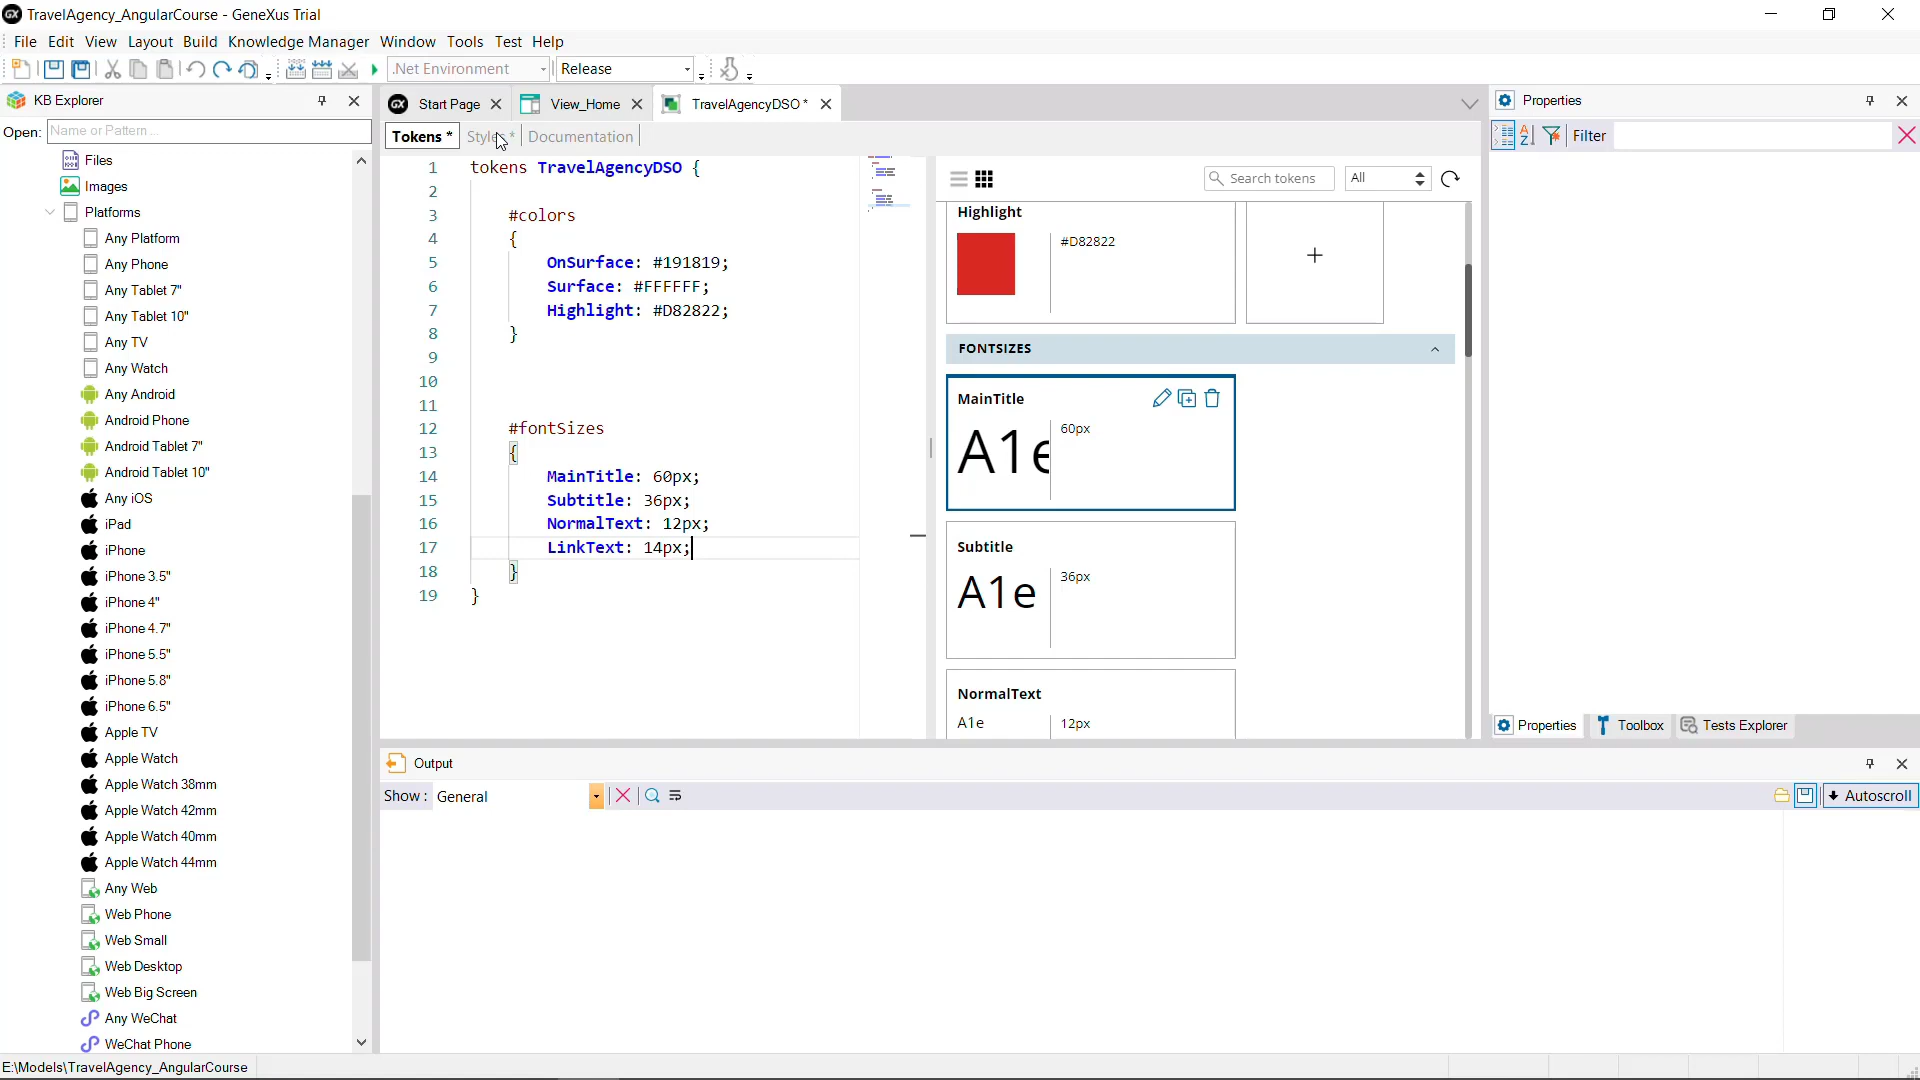 TravelAgency_AngularCourse - GeneXus Trial
File Edit View Layout Build Knowledge Manager Window Tools Test Help
.Net Environment Release
KB Explorer
Open: Name or Pattern ...
Files
Images
Platforms
Any Platform
Any Phone
Any Tablet 7"
Any Tablet 10"
Any TV
Any Watch
Any Android
Android Phone
Android Tablet 7"
Android Tablet 10"
Any iOS
iPad
iPhone
iPhone 3.5"
iPhone 4"
iPhone 4.7"
iPhone 5.5"
iPhone 5.8"
iPhone 6.5"
Apple TV
Apple Watch
Apple Watch 38mm
Apple Watch 42mm
Apple Watch 40mm
Apple Watch 44mm
Any Web
Web Phone
Web Small
Web Desktop
Web Big Screen
Any WeChat
WeChat Phone
Start Page View_Home TravelAgencyDSO *
Tokens * Styles * Documentation
1 tokens TravelAgencyDSO {
2
3 #colors
4 {
5 OnSurface: #191819;
6 Surface: #FFFFFF;
7 Highlight: #D82822;
8 }
9
10
11
12 #fontSizes
13 {
14 MainTitle: 60px;
15 Subtitle: 36px;
16 NormalText: 12px;
17 LinkText: 14px;
18 }
19 }
Search tokens All
Highlight
#D82822
+
FONTSIZES
MainTitle
A1e 60px
Subtitle
A1e 36px
NormalText
A1e 12px
Properties
Filter
Properties Toolbox Tests Explorer
Output
Show : General
Autoscroll
E:\Models\TravelAgency_AngularCourse